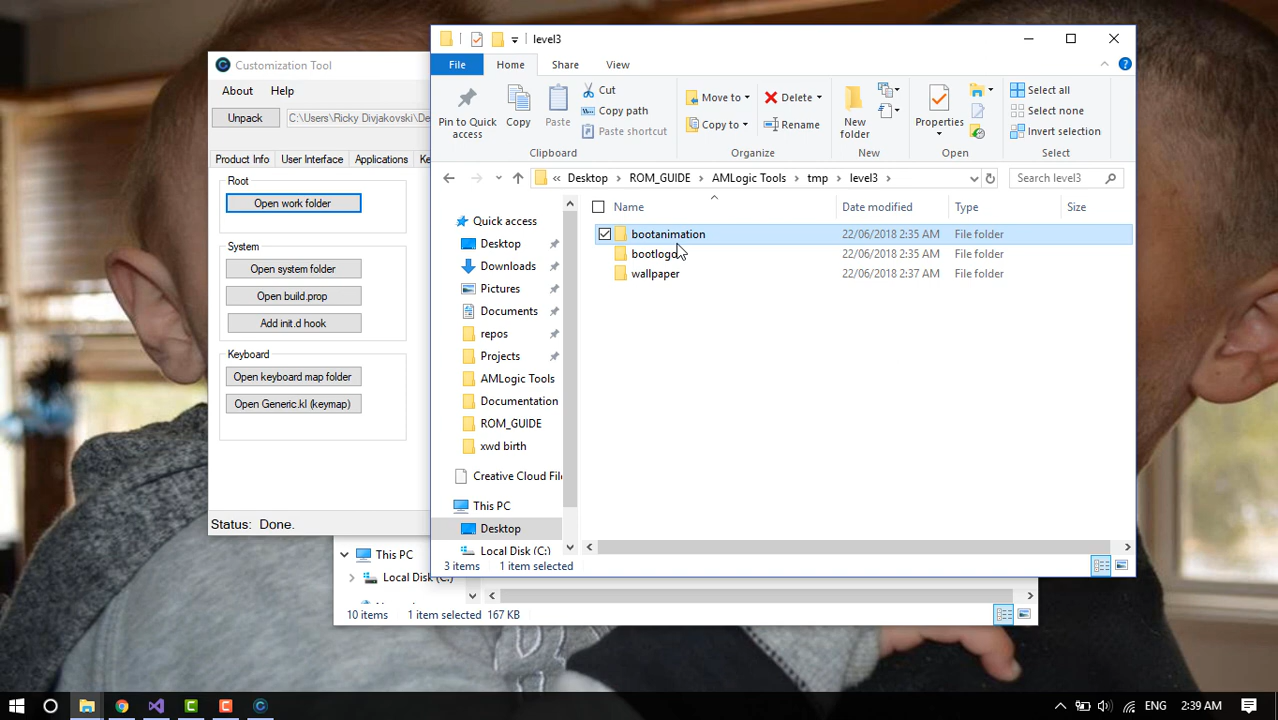 level3
Customization Tool
File
Home
Share
View
About
Help
Unpack
C:\Users\Ricky Divjakovski\De
Pin to Quick access
Copy
Paste
Cut
Copy path
Paste shortcut
Clipboard
Move to
Copy to
Delete
Rename
Organize
New folder
New
Properties
Open
Select all
Select none
Invert selection
Select
Product Info
User Interface
Applications
Ke
« Desktop > ROM_GUIDE > AMLogic Tools > tmp > level3 >
Search level3
Root
Open work folder
System
Open system folder
Open build.prop
Add init.d hook
Keyboard
Open keyboard map folder
Open Generic.kl (keymap)
Status: Done.
Quick access
Desktop
Downloads
Pictures
Documents
repos
Projects
AMLogic Tools
Documentation
ROM_GUIDE
xwd birth
Creative Cloud Fil
This PC
Desktop
Local Disk (C:)
Name
Date modified
Type
Size
bootanimation 22/06/2018 2:35 AM File folder
bootlogo 22/06/2018 2:35 AM File folder
wallpaper 22/06/2018 2:37 AM File folder
3 items 1 item selected
This PC
Local Disk (C:)
10 items 1 item selected 167 KB
ENG 2:39 AM